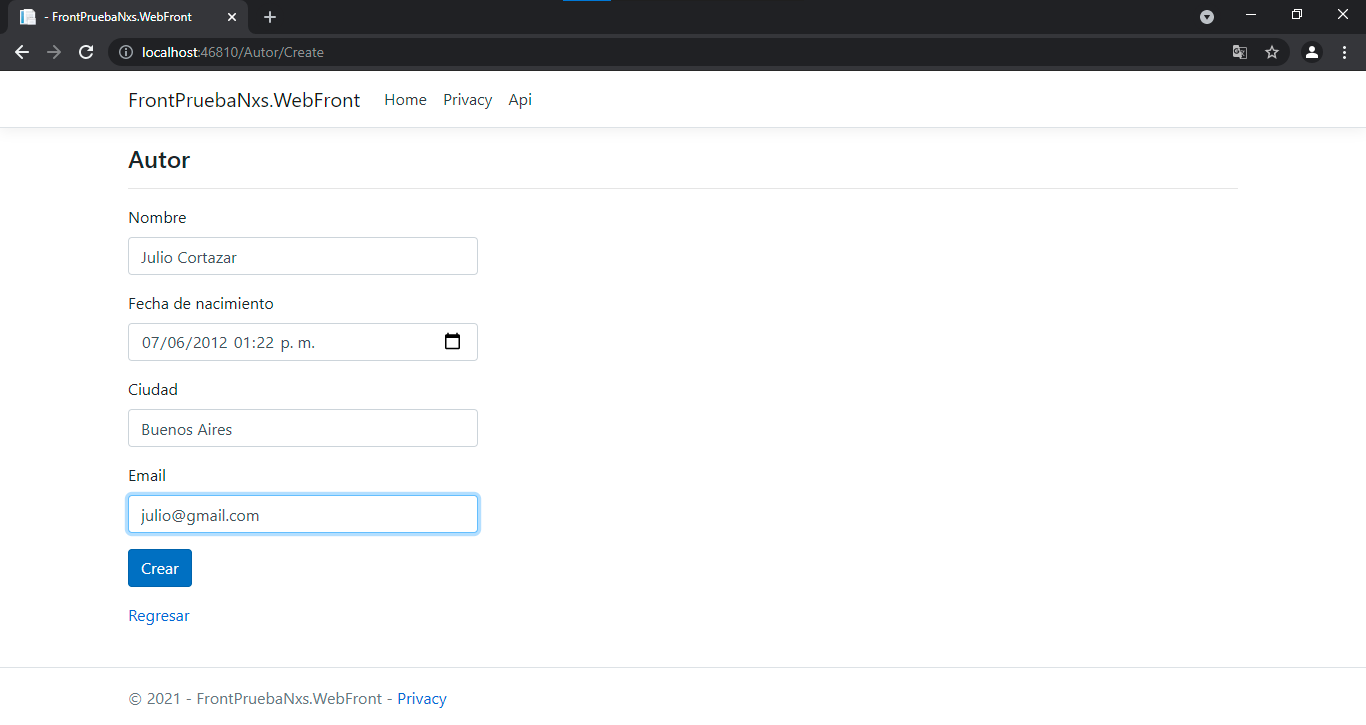 - FrontPruebaNxs.WebFront
localhost:46810/Autor/Create
FrontPruebaNxs.WebFront Home Privacy Api
Autor
Nombre
Julio Cortazar
Fecha de nacimiento
07/06/2012 01:22 p. m.
Ciudad
Buenos Aires
Email
julio@gmail.com
Crear
Regresar
© 2021 - FrontPruebaNxs.WebFront - Privacy